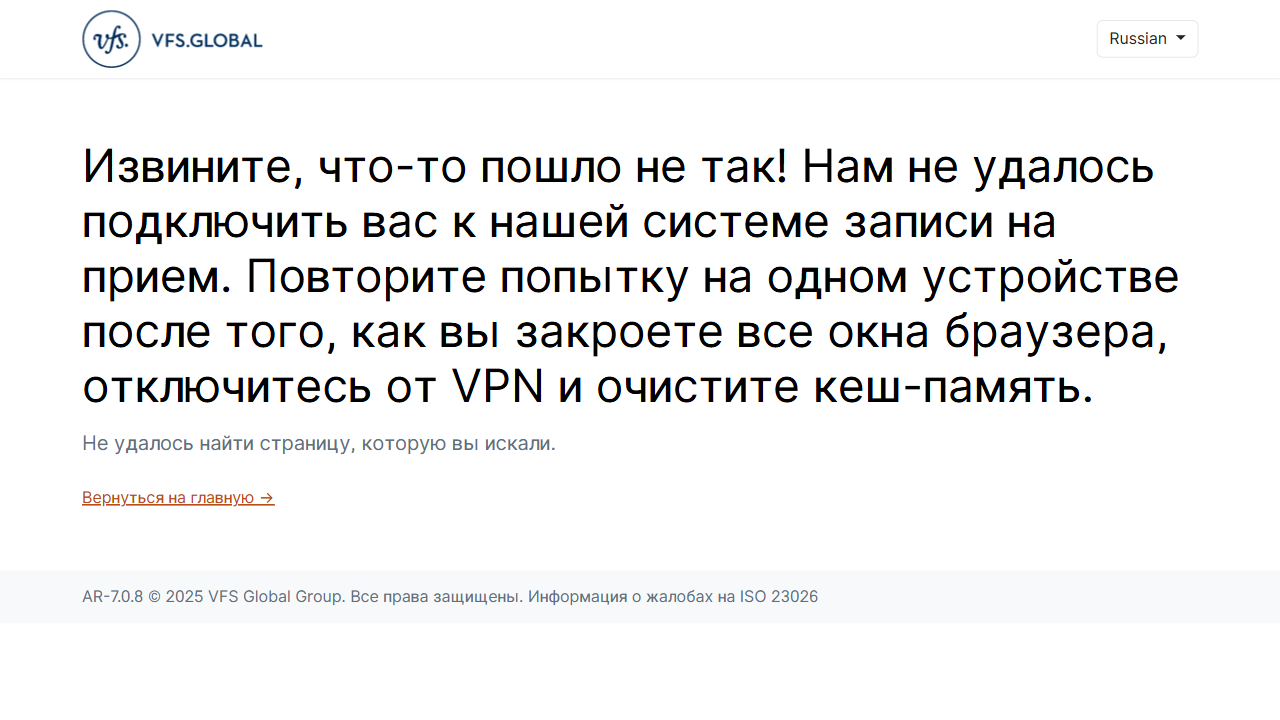 vfs. VFS.GLOBAL
Russian
Извините, что-то пошло не так! Нам не удалось
подключить вас к нашей системе записи на
прием. Повторите попытку на одном устройстве
после того, как вы закроете все окна браузера,
отключитесь от VPN и очистите кеш-память.
Не удалось найти страницу, которую вы искали.
Вернуться на главную →
AR-7.0.8 © 2025 VFS Global Group. Все права защищены. Информация о жалобах на ISO 23026